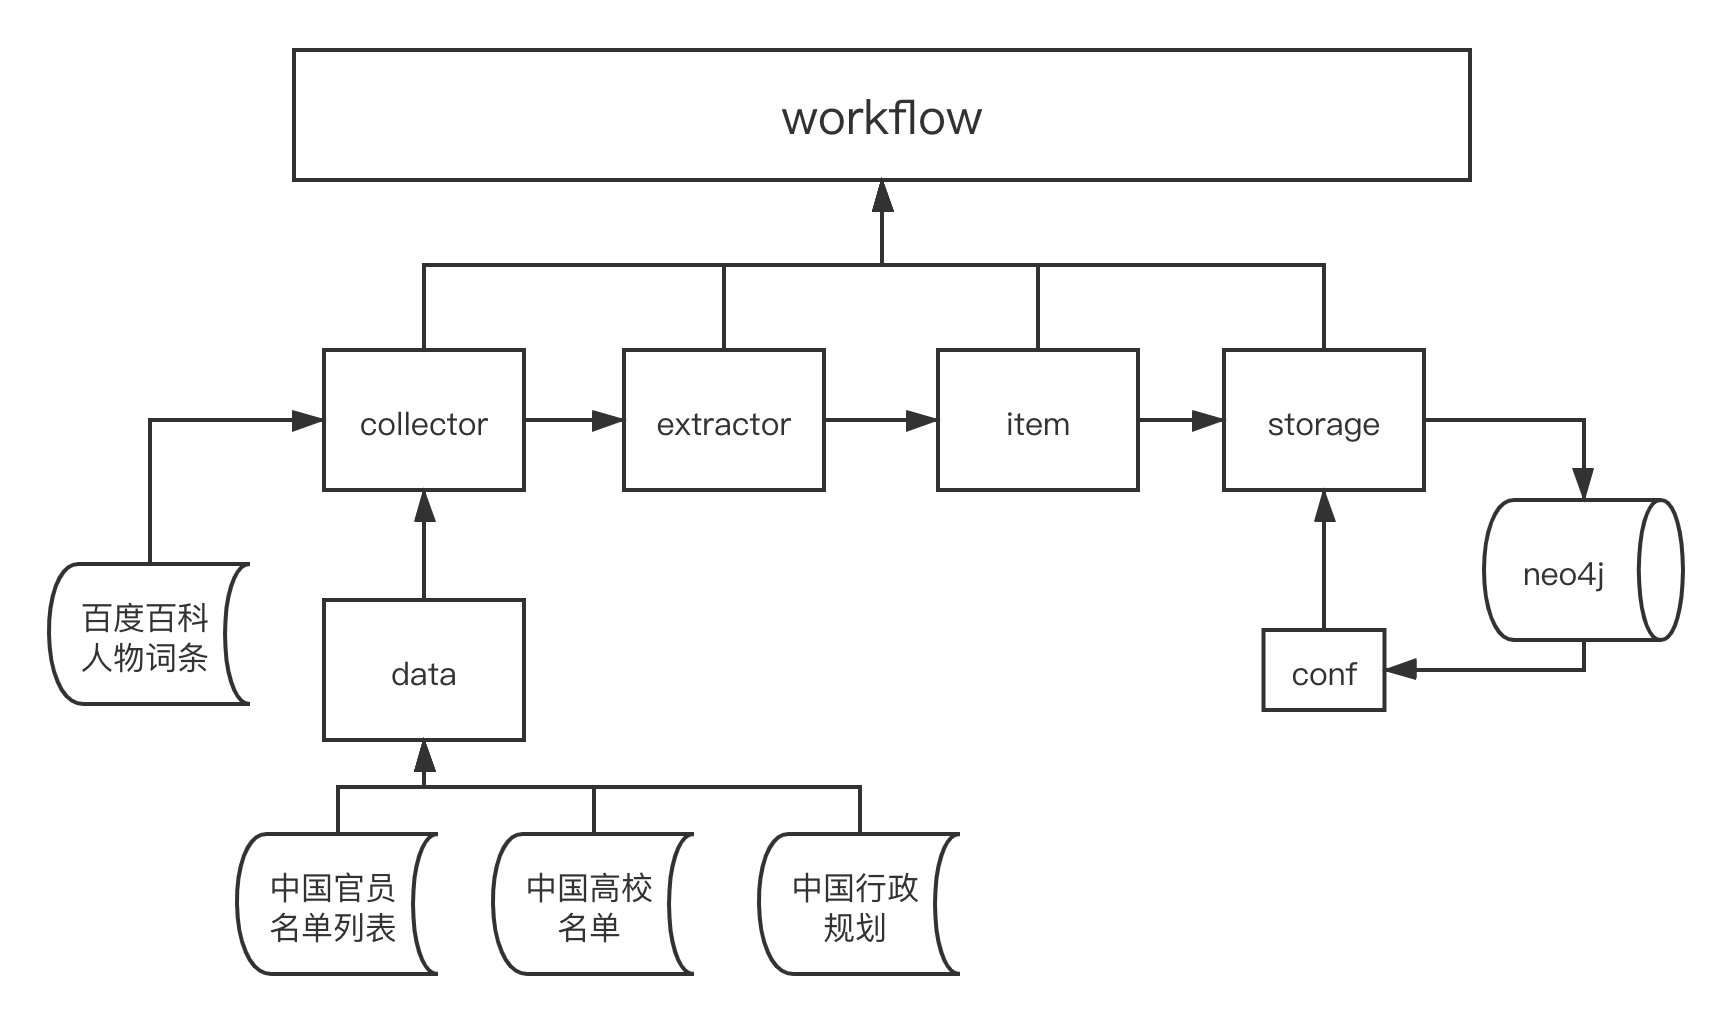 workflow
collector
extractor
item
storage
neo4j
百度百科
人物词条
data
conf
中国官员
名单列表
中国高校
名单
中国行政
规划